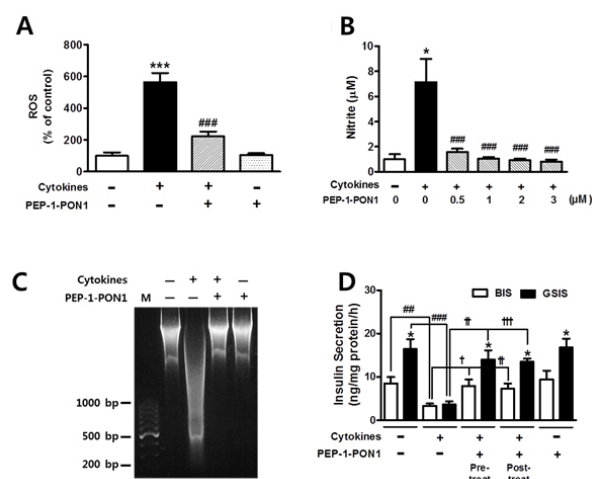 A
ROS
(% of control)
800
600
400
200
0
***
###
Cytokines − + + −
PEP-1-PON1 − − + +
B
Nitrite (μM)
10
8
6
4
2
0
*
### ### ### ###
Cytokines − + + + + +
PEP-1-PON1 0 0 0.5 1 2 3 (μM)
C
Cytokines − + + −
PEP-1-PON1 M − − + +
1000 bp
500 bp
200 bp
D
BIS GSIS
Insulin Secretion
(ng/mg protein/h)
30
20
10
0
## ### †† †††
* * * *
† ††
Cytokines − + + + −
PEP-1-PON1 − − + + +
Pre- Post-
treat treat